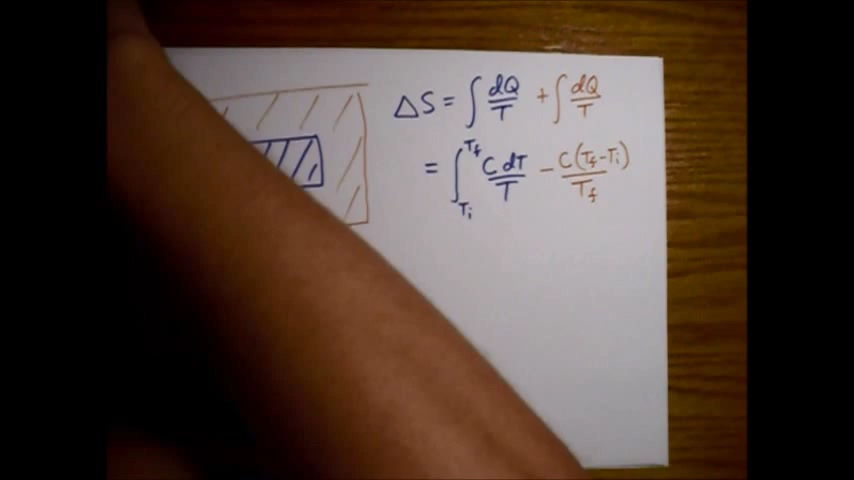 ΔS = ∫ dQ/T + ∫ dQ/T
= ∫_{Ti}^{Tf} C dT/T − C(Tf−Ti)/Tf